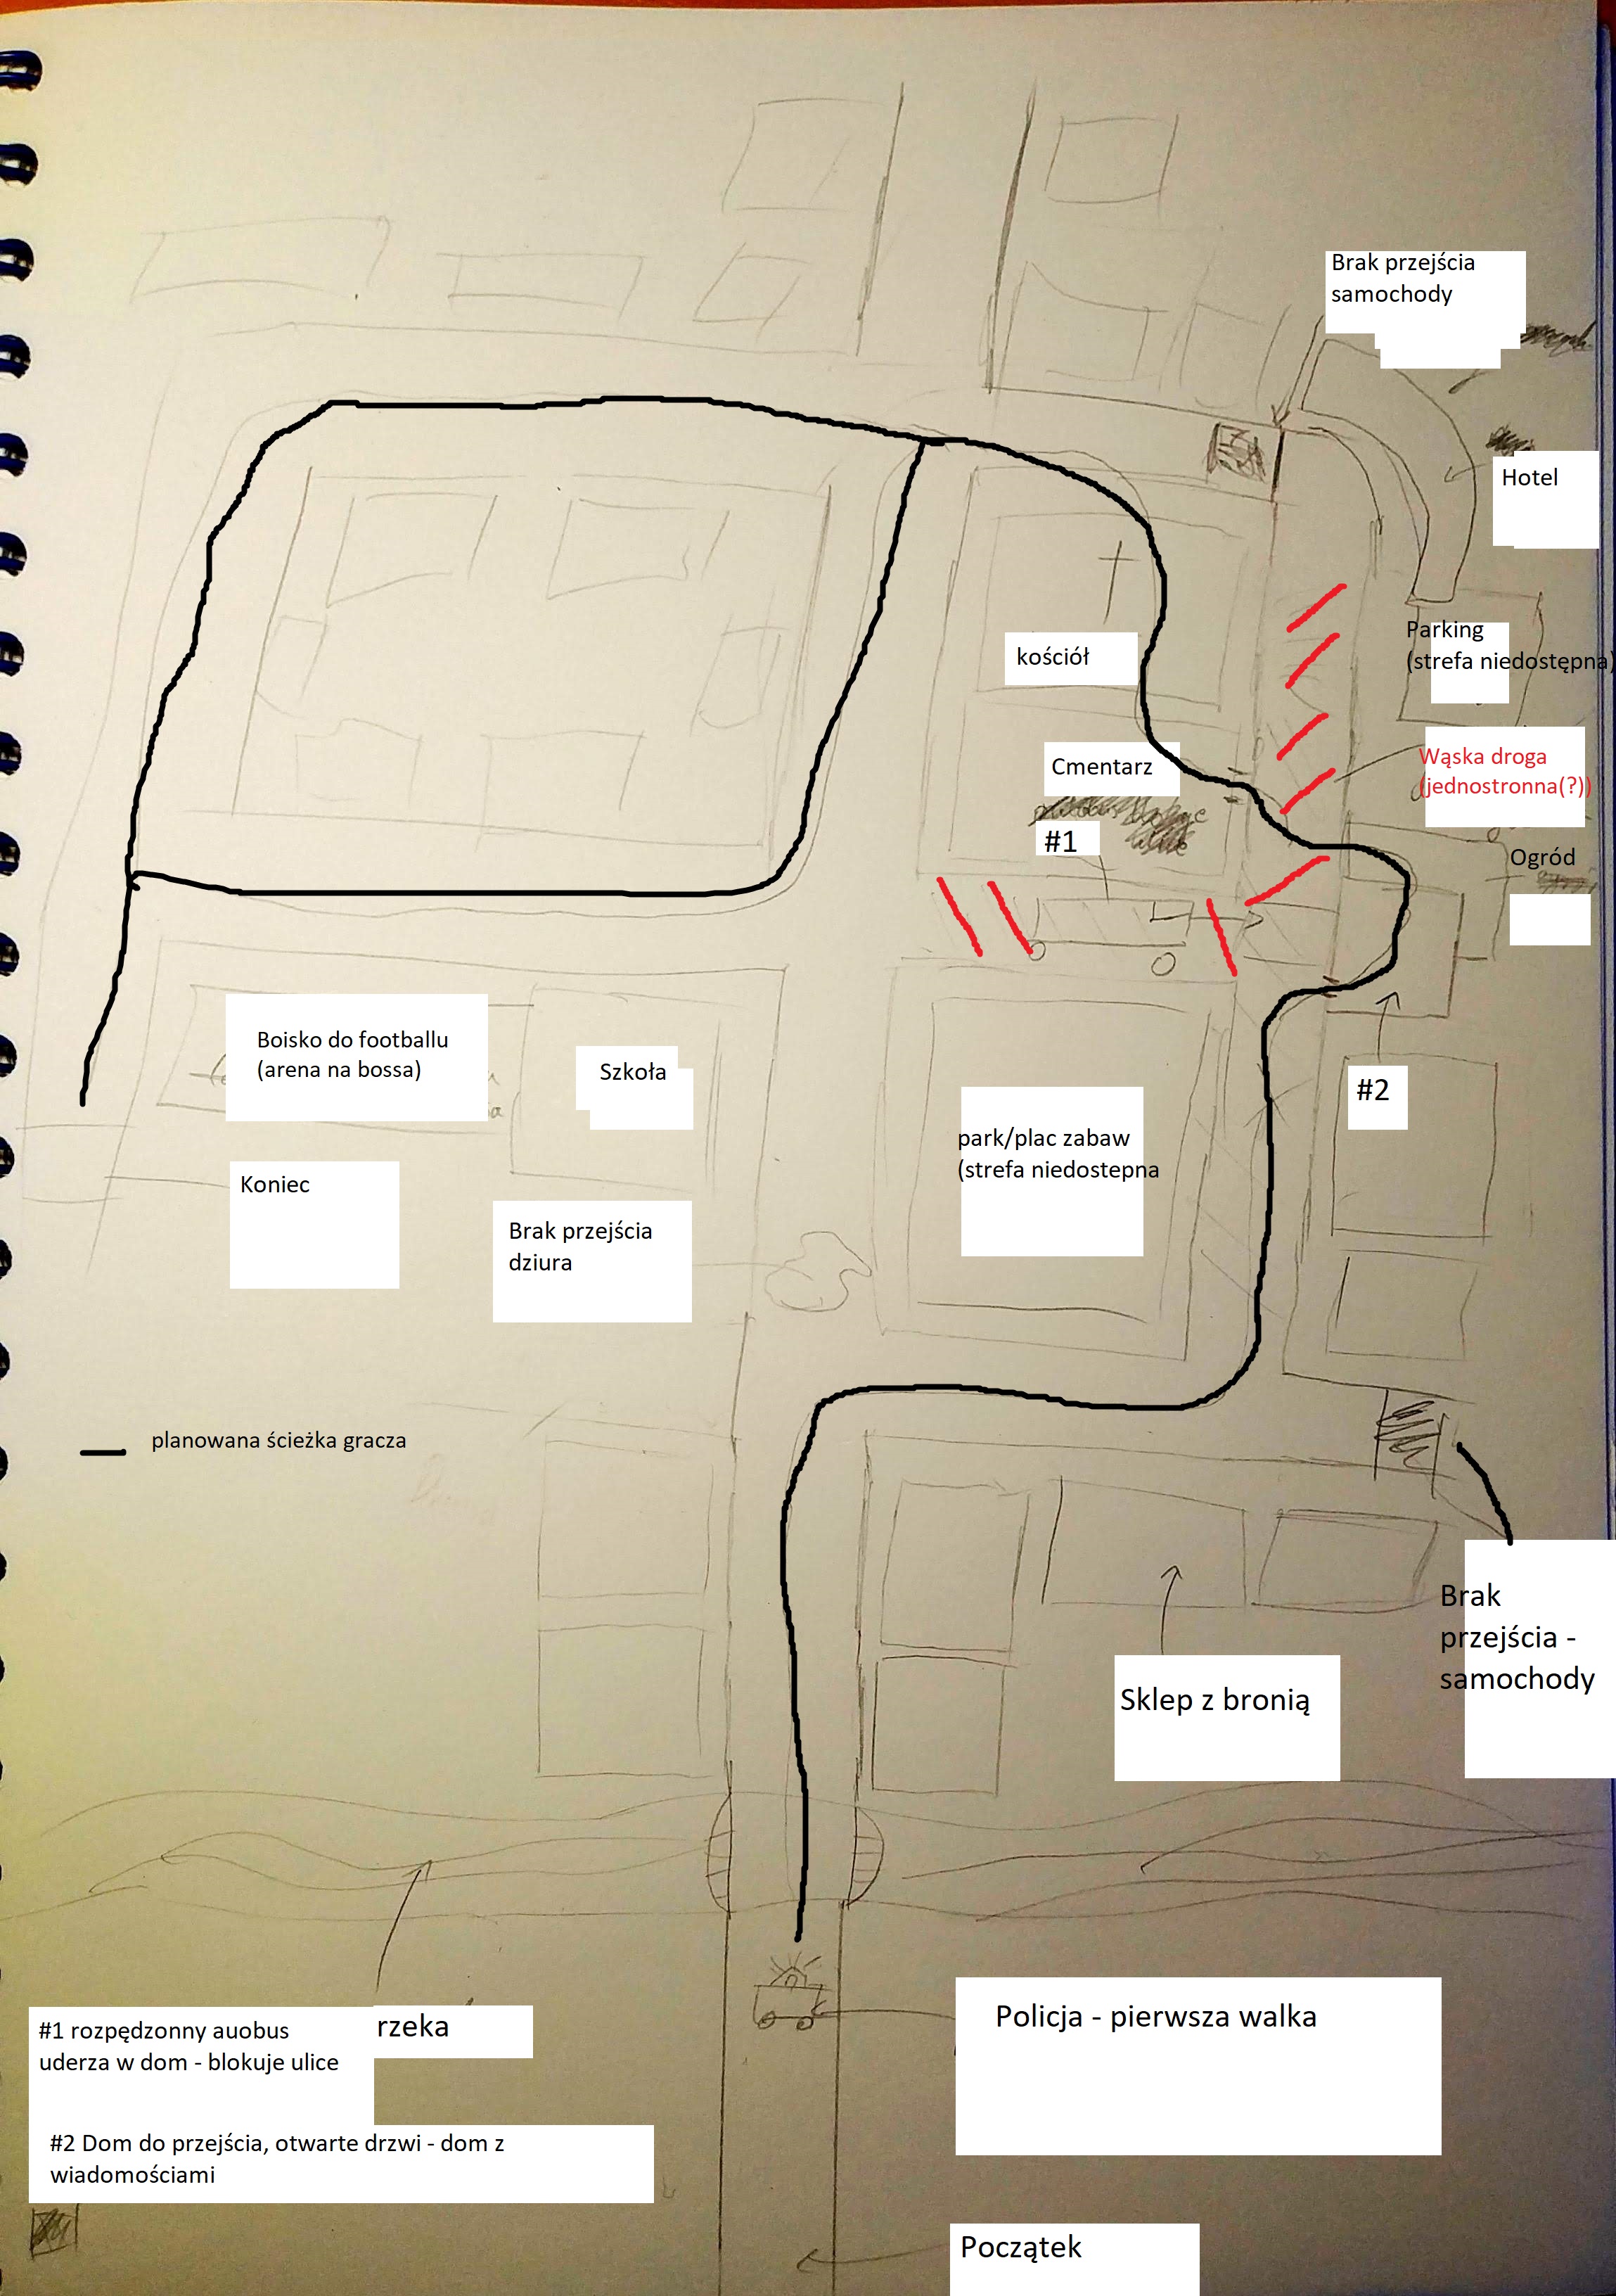 Brak przejścia
samochody
Hotel
Parking
(strefa niedostępna)
kościół
Wąska droga
(jednostronna(?))
Cmentarz
#1
Ogród
Boisko do footballu
(arena na bossa)
Szkoła
#2
park/plac zabaw
(strefa niedostepna
Koniec
Brak przejścia
dziura
planowana ścieżka gracza
Brak
przejścia -
samochody
Sklep z bronią
Policja - pierwsza walka
rzeka
#1 rozpędzonny auobus
uderza w dom - blokuje ulice
#2 Dom do przejścia, otwarte drzwi - dom z
wiadomościami
Początek